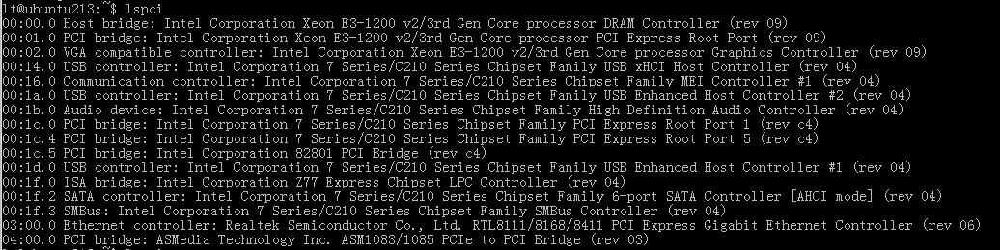 lt@ubuntu213:~$ lspci
00:00.0 Host bridge: Intel Corporation Xeon E3-1200 v2/3rd Gen Core processor DRAM Controller (rev 09)
00:01.0 PCI bridge: Intel Corporation Xeon E3-1200 v2/3rd Gen Core processor PCI Express Root Port (rev 09)
00:02.0 VGA compatible controller: Intel Corporation Xeon E3-1200 v2/3rd Gen Core processor Graphics Controller (rev 09)
00:14.0 USB controller: Intel Corporation 7 Series/C210 Series Chipset Family USB xHCI Host Controller (rev 04)
00:16.0 Communication controller: Intel Corporation 7 Series/C210 Series Chipset Family MEI Controller #1 (rev 04)
00:1a.0 USB controller: Intel Corporation 7 Series/C210 Series Chipset Family USB Enhanced Host Controller #2 (rev 04)
00:1b.0 Audio device: Intel Corporation 7 Series/C210 Series Chipset Family High Definition Audio Controller (rev 04)
00:1c.0 PCI bridge: Intel Corporation 7 Series/C210 Series Chipset Family PCI Express Root Port 1 (rev c4)
00:1c.4 PCI bridge: Intel Corporation 7 Series/C210 Series Chipset Family PCI Express Root Port 5 (rev c4)
00:1c.5 PCI bridge: Intel Corporation 82801 PCI Bridge (rev c4)
00:1d.0 USB controller: Intel Corporation 7 Series/C210 Series Chipset Family USB Enhanced Host Controller #1 (rev 04)
00:1f.0 ISA bridge: Intel Corporation Z77 Express Chipset LPC Controller (rev 04)
00:1f.2 SATA controller: Intel Corporation 7 Series/C210 Series Chipset Family 6-port SATA Controller [AHCI mode] (rev 04)
00:1f.3 SMBus: Intel Corporation 7 Series/C210 Series Chipset Family SMBus Controller (rev 04)
03:00.0 Ethernet controller: Realtek Semiconductor Co., Ltd. RTL8111/8168/8411 PCI Express Gigabit Ethernet Controller (rev 06)
04:00.0 PCI bridge: ASMedia Technology Inc. ASM1083/1085 PCIe to PCI Bridge (rev 03)